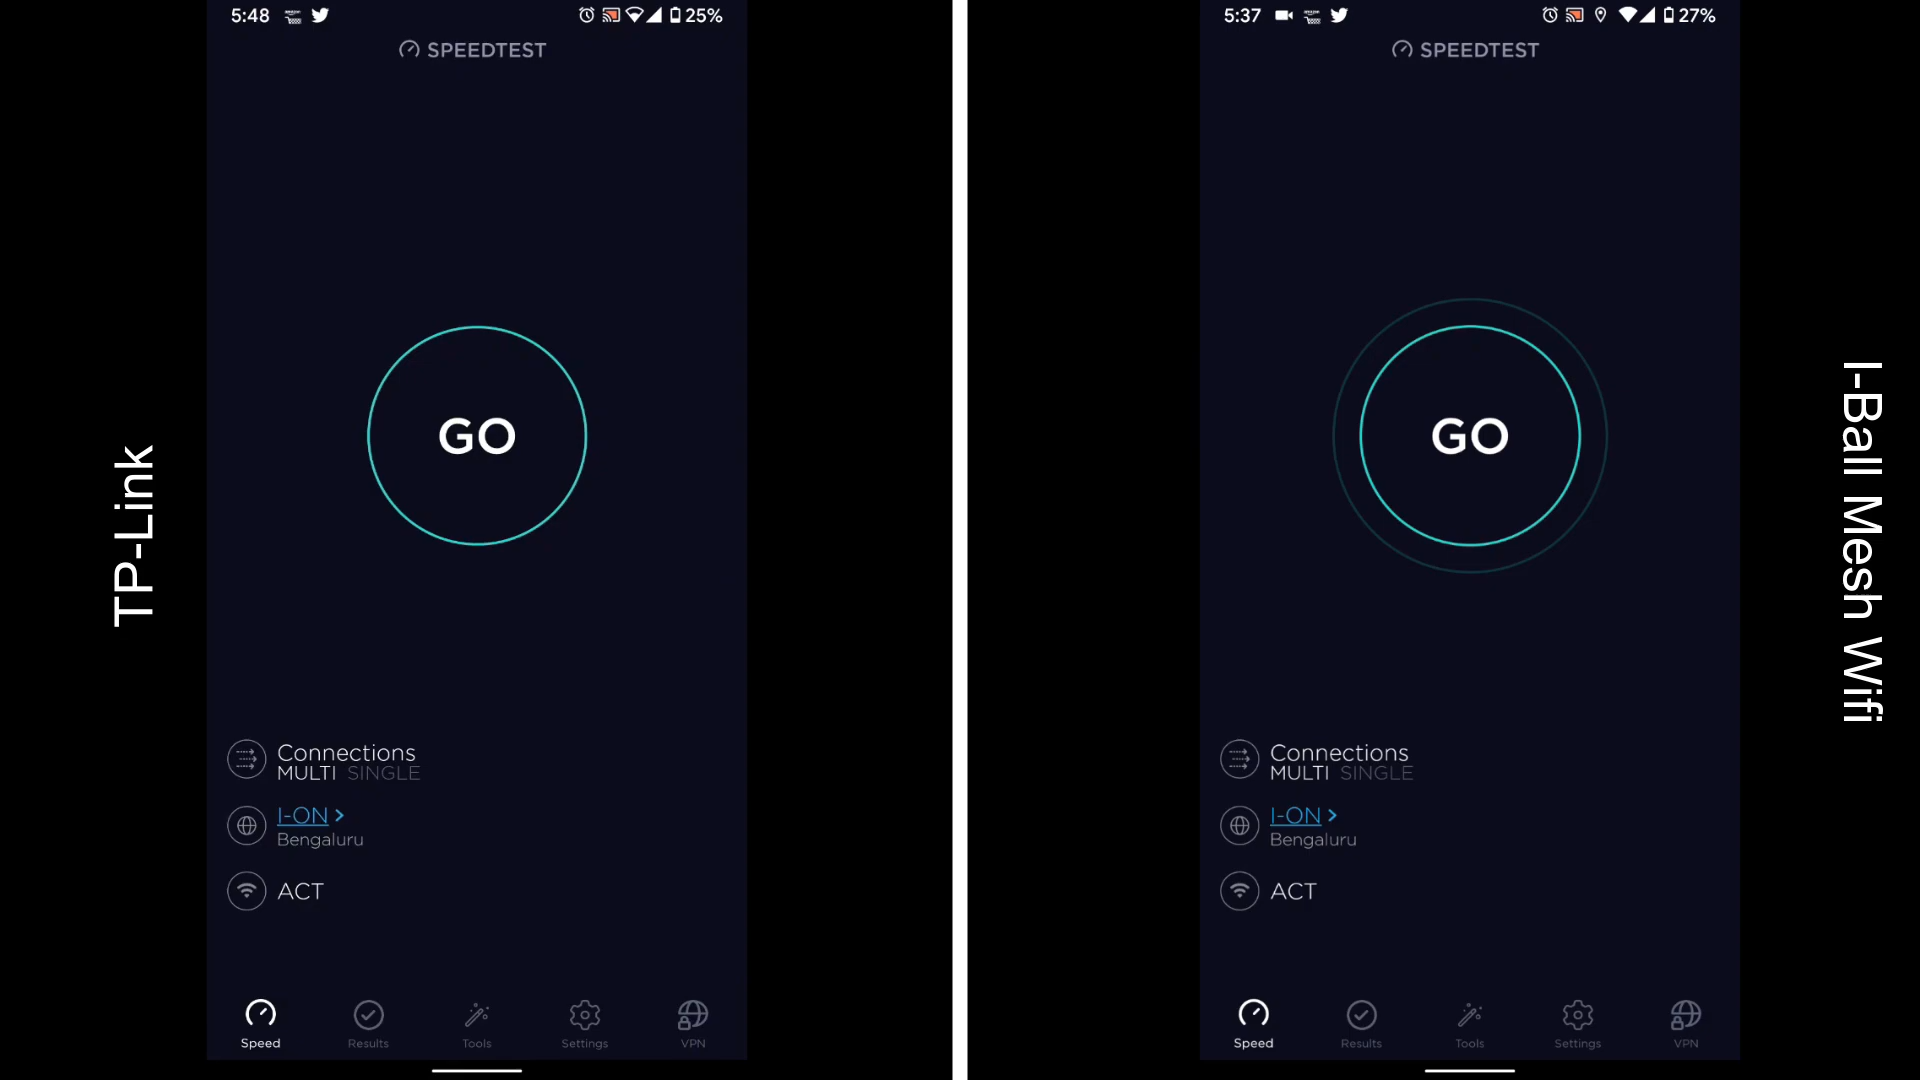 TP-Link
5:48
25%
SPEEDTEST
GO
Connections
MULTI SINGLE
I-ON >
Bengaluru
ACT
Speed
Results
Tools
Settings
VPN
5:37
27%
SPEEDTEST
GO
Connections
MULTI SINGLE
I-ON >
Bengaluru
ACT
Speed
Results
Tools
Settings
VPN
I-Ball Mesh Wifi